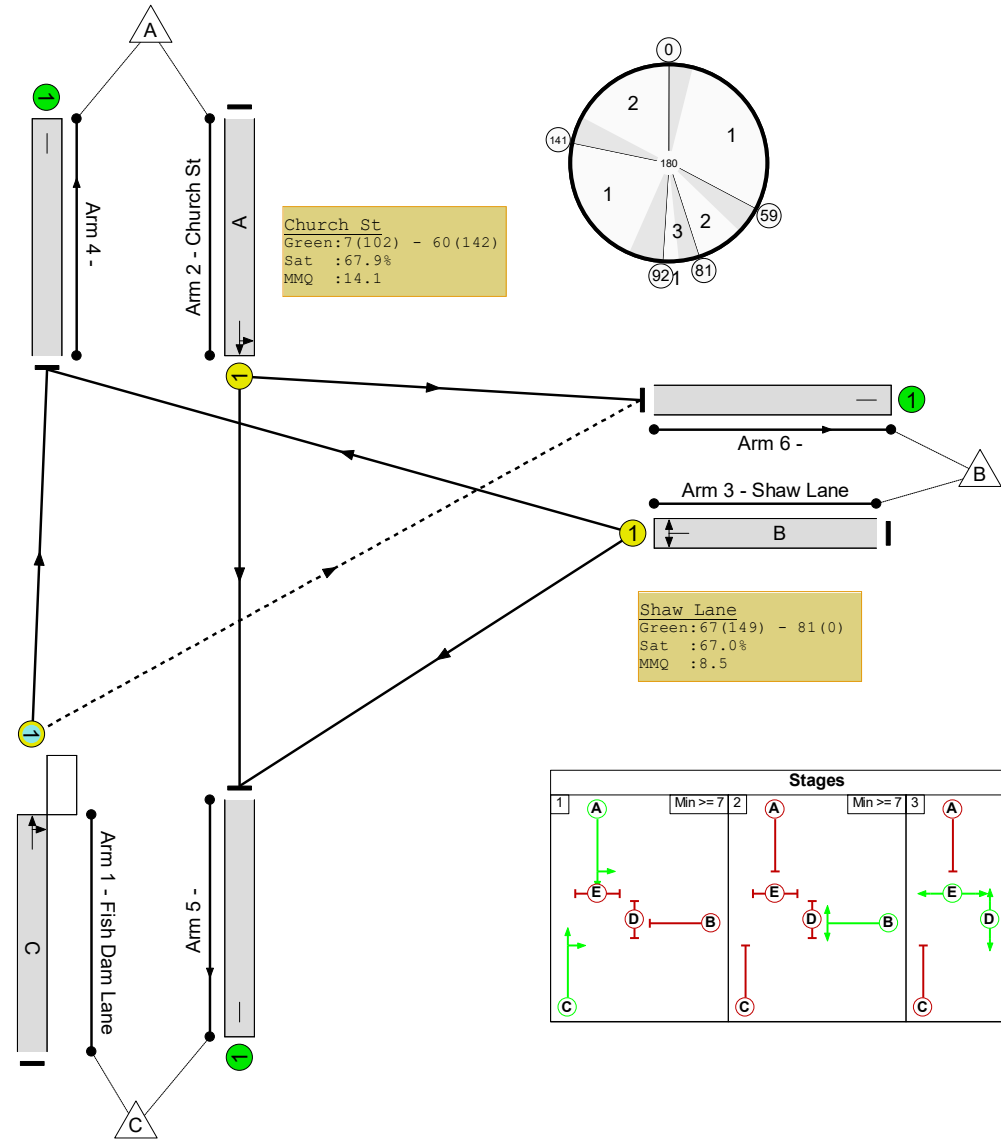 A
0
1
2
1
141
180
1
59
2
3
92
1
81
Arm 4 -
Arm 2 - Church St
A
Church St
Green:7(102) - 60(142)
Sat :67.9%
MMQ :14.1
1
1
Arm 6 -
B
Arm 3 - Shaw Lane
1
B
Shaw Lane
Green:67(149) - 81(0)
Sat :67.0%
MMQ :8.5
1
Arm 1 - Fish Dam Lane
Arm 5 -
C
1
C
Stages
1 Min >= 7 2 Min >= 7 3
A A A
E E E
D B D B D
C C C